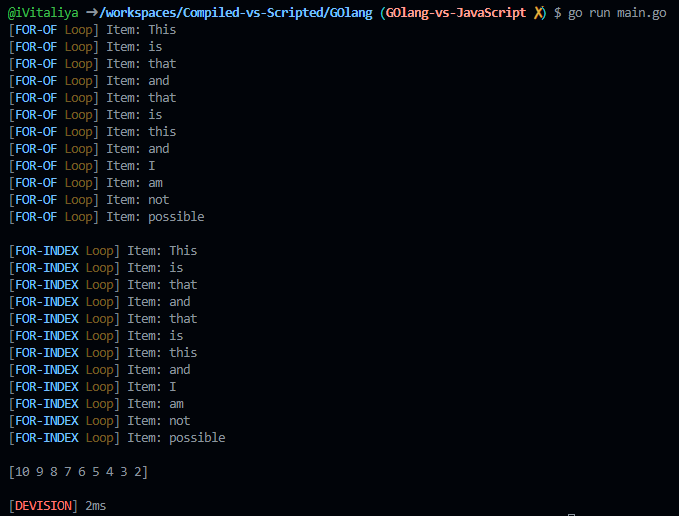 @iVitaliya ➜/workspaces/Compiled-vs-Scripted/GOlang (GOlang-vs-JavaScript ✗) $ go run main.go
[FOR-OF Loop] Item: This
[FOR-OF Loop] Item: is
[FOR-OF Loop] Item: that
[FOR-OF Loop] Item: and
[FOR-OF Loop] Item: that
[FOR-OF Loop] Item: is
[FOR-OF Loop] Item: this
[FOR-OF Loop] Item: and
[FOR-OF Loop] Item: I
[FOR-OF Loop] Item: am
[FOR-OF Loop] Item: not
[FOR-OF Loop] Item: possible
[FOR-INDEX Loop] Item: This
[FOR-INDEX Loop] Item: is
[FOR-INDEX Loop] Item: that
[FOR-INDEX Loop] Item: and
[FOR-INDEX Loop] Item: that
[FOR-INDEX Loop] Item: is
[FOR-INDEX Loop] Item: this
[FOR-INDEX Loop] Item: and
[FOR-INDEX Loop] Item: I
[FOR-INDEX Loop] Item: am
[FOR-INDEX Loop] Item: not
[FOR-INDEX Loop] Item: possible
[10 9 8 7 6 5 4 3 2]
[DEVISION] 2ms